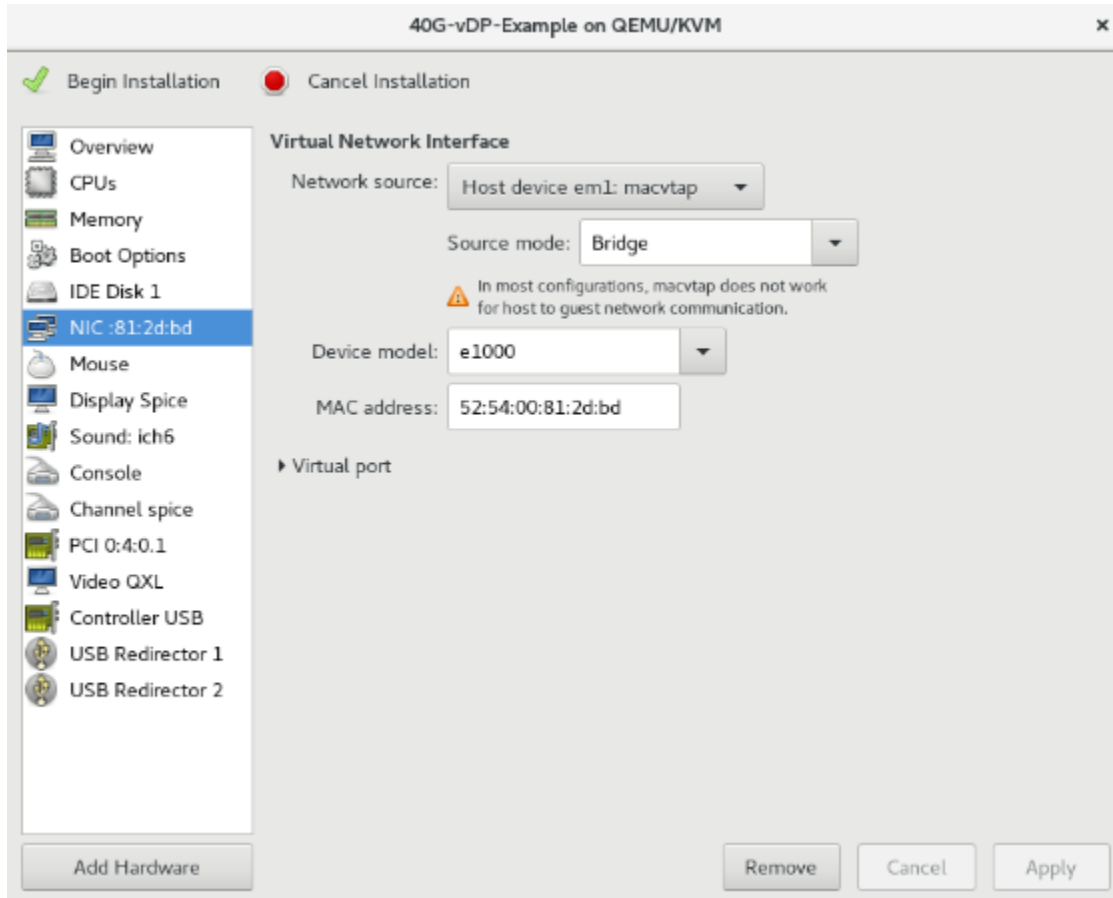 40G-vDP-Example on QEMU/KVM
Begin Installation
Cancel Installation
Overview
CPUs
Memory
Boot Options
IDE Disk 1
NIC :81:2d:bd
Mouse
Display Spice
Sound: ich6
Console
Channel spice
PCI 0:4:0.1
Video QXL
Controller USB
USB Redirector 1
USB Redirector 2
Add Hardware
Virtual Network Interface
Network source: Host device em1: macvtap
Source mode: Bridge
In most configurations, macvtap does not work
for host to guest network communication.
Device model: e1000
MAC address: 52:54:00:81:2d:bd
Virtual port
Remove
Cancel
Apply